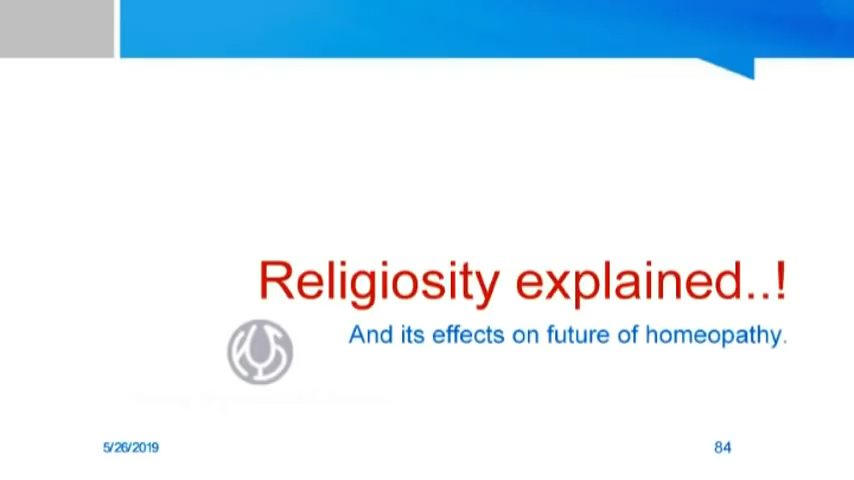 Religiosity explained..!
And its effects on future of homeopathy.
5/26/2019
84